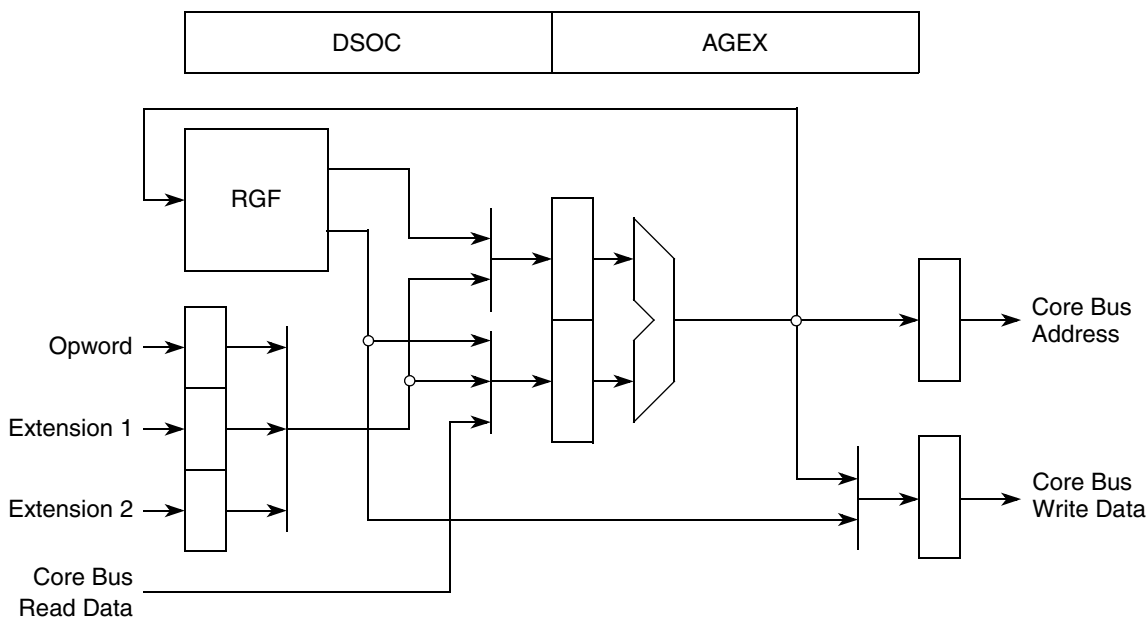 DSOC
AGEX
RGF
Opword
Extension 1
Extension 2
Core Bus
Read Data
Core Bus
Address
Core Bus
Write Data